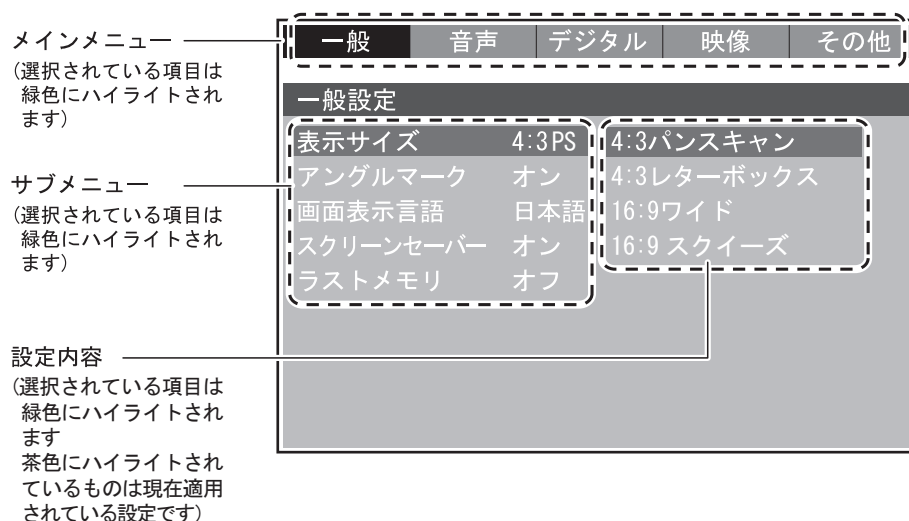 メインメニュー
(選択されている項目は
緑色にハイライトされ
ます)
サブメニュー
(選択されている項目は
緑色にハイライトされ
ます)
設定内容
(選択されている項目は
緑色にハイライトされ
ます
茶色にハイライトされ
ているものは現在適用
されている設定です)
一般 音声 デジタル 映像 その他
一般設定
表示サイズ 4:3PS 4:3パンスキャン
アングルマーク オン 4:3レターボックス
画面表示言語 日本語 16:9ワイド
スクリーンセーバー オン 16:9 スクイーズ
ラストメモリ オフ